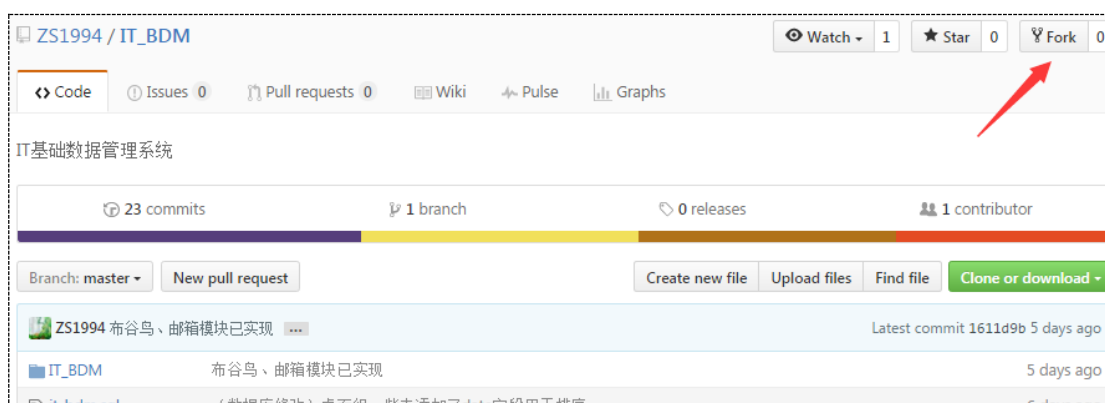 ZS1994 / IT_BDM
Watch 1 Star 0 Fork 0
Code Issues 0 Pull requests 0 Wiki Pulse Graphs
IT基础数据管理系统
23 commits 1 branch 0 releases 1 contributor
Branch: master New pull request Create new file Upload files Find file Clone or download
ZS1994 布谷鸟、邮箱模块已实现 ... Latest commit 1611d9b 5 days ago
IT_BDM 布谷鸟、邮箱模块已实现 5 days ago